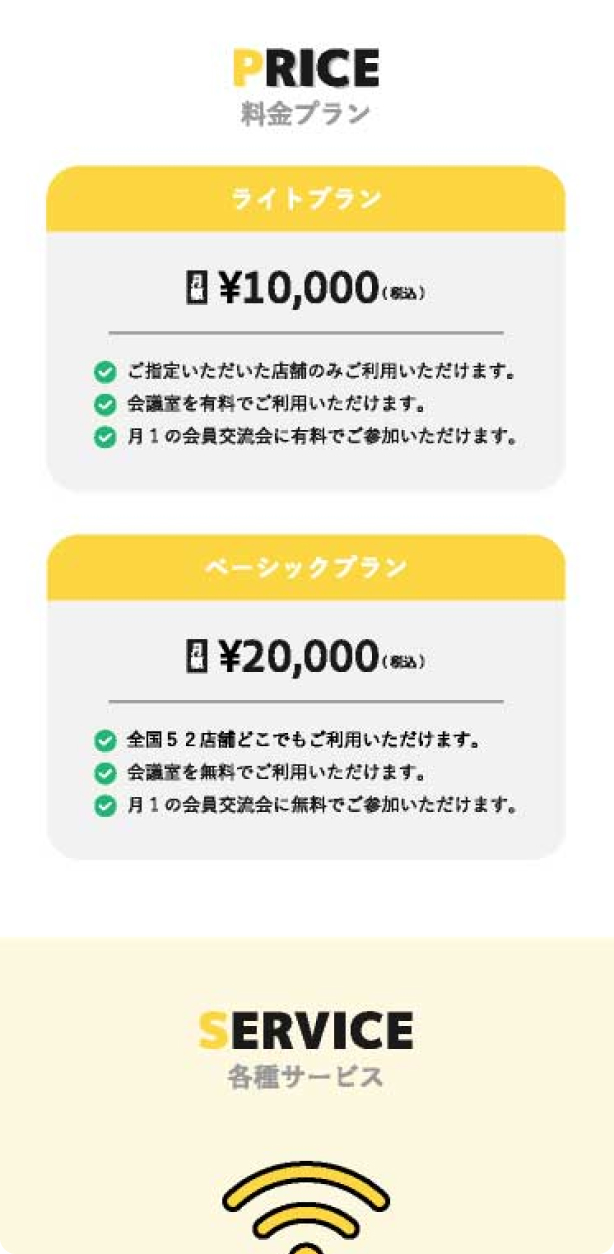 PRICE
料金プラン
ライトプラン
月額 ¥10,000(税込)
ご指定いただいた店舗のみご利用いただけます。
会議室を有料でご利用いただけます。
月1の会員交流会に有料でご参加いただけます。
ベーシックプラン
月額 ¥20,000(税込)
全国52店舗どこでもご利用いただけます。
会議室を無料でご利用いただけます。
月1の会員交流会に無料でご参加いただけます。
SERVICE
各種サービス